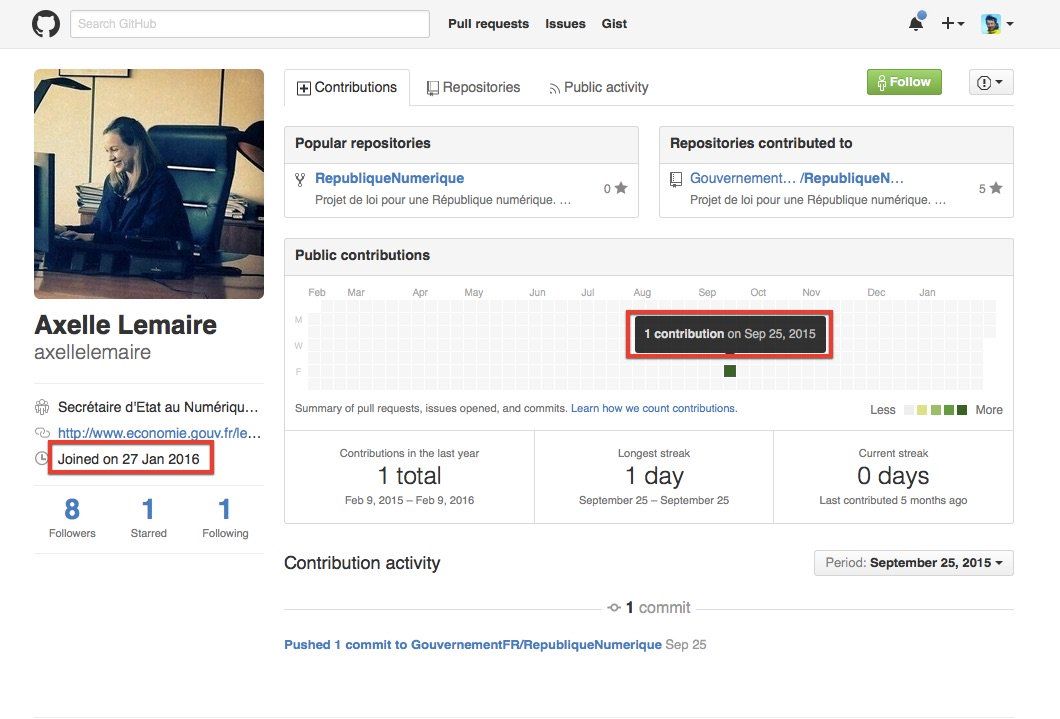 Search GitHub
Pull requests Issues Gist
Contributions Repositories Public activity
Follow
Popular repositories
RepubliqueNumerique
Projet de loi pour une République numérique. …
0
Repositories contributed to
Gouvernement… /RepubliqueN…
Projet de loi pour une République numérique. …
5
Axelle Lemaire
axellelemaire
Secrétaire d'Etat au Numériqu…
http://www.economie.gouv.fr/le…
Joined on 27 Jan 2016
8 1 1
Followers Starred Following
Public contributions
Feb Mar Apr May Jun Jul Aug Sep Oct Nov Dec Jan
M
W
F
1 contribution on Sep 25, 2015
Summary of pull requests, issues opened, and commits. Learn how we count contributions.
Less More
Contributions in the last year
1 total
Feb 9, 2015 – Feb 9, 2016
Longest streak
1 day
September 25 – September 25
Current streak
0 days
Last contributed 5 months ago
Contribution activity
Period: September 25, 2015
1 commit
Pushed 1 commit to GouvernementFR/RepubliqueNumerique Sep 25